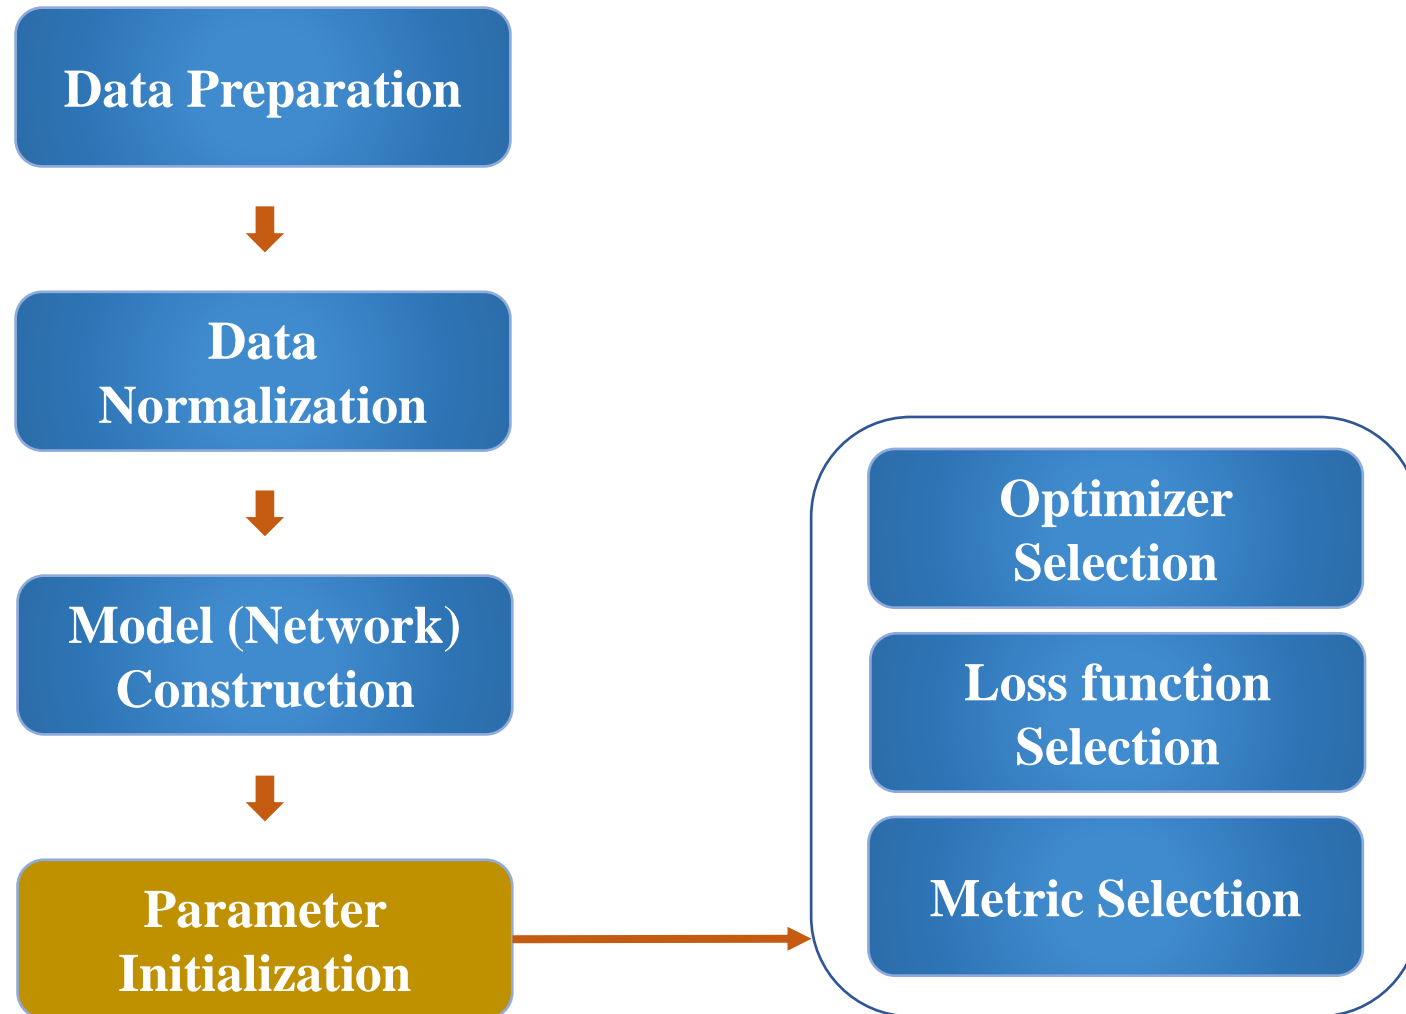 Data Preparation
Data
Normalization
Model (Network)
Construction
Parameter
Initialization
Optimizer
Selection
Loss function
Selection
Metric Selection